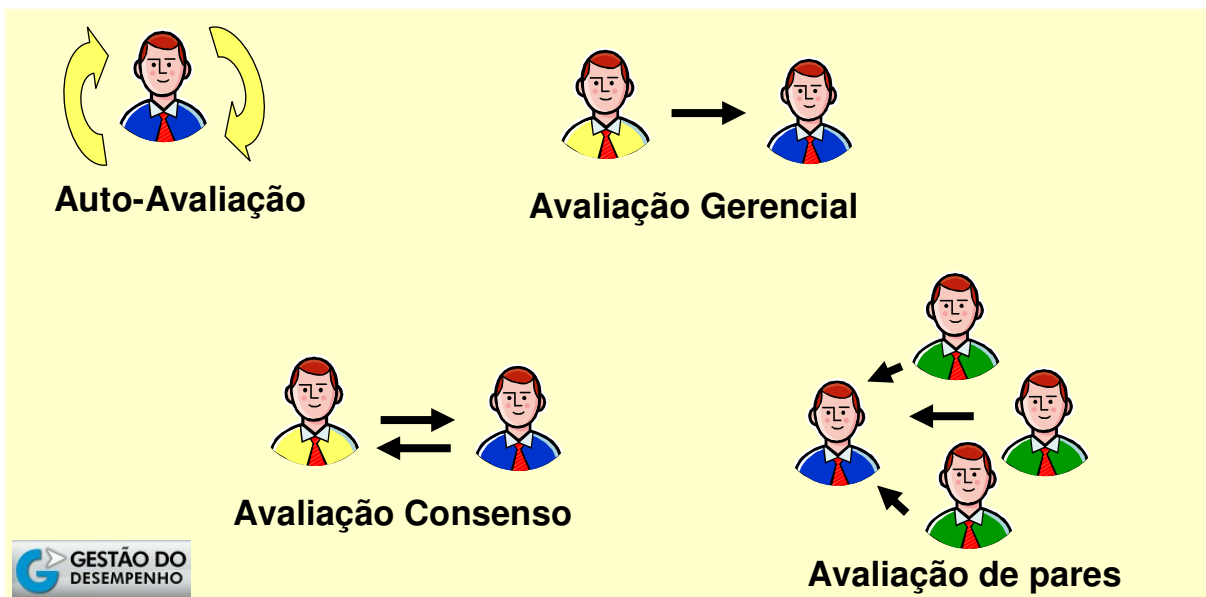 Auto-Avaliação
Avaliação Gerencial
Avaliação Consenso
Avaliação de pares
GESTÃO DO
DESEMPENHO